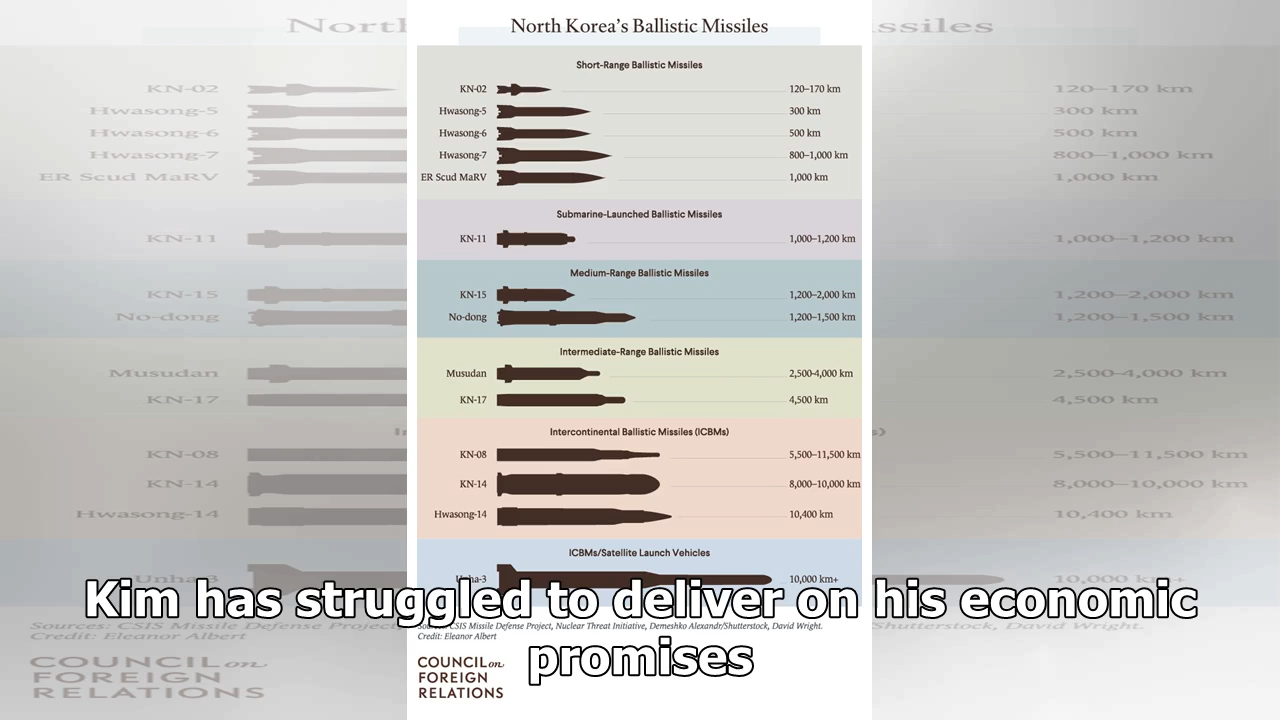 North Korea's Ballistic Missiles
Short-Range Ballistic Missiles
KN-02 120–170 km
Hwasong-5 300 km
Hwasong-6 500 km
Hwasong-7 800–1,000 km
ER Scud MaRV 1,000 km
Submarine-Launched Ballistic Missiles
KN-11 1,000–1,200 km
Medium-Range Ballistic Missiles
KN-15 1,200–2,000 km
No-dong 1,200–1,500 km
Intermediate-Range Ballistic Missiles
Musudan 2,500-4,000 km
KN-17 4,500 km
Intercontinental Ballistic Missiles (ICBMs)
KN-08 5,500–11,500 km
KN-14 8,000–10,000 km
Hwasong-14 10,400 km
ICBMs/Satellite Launch Vehicles
Unha-3 10,000 km+
Kim has struggled to deliver on his economic
promises
Sources: CSIS Missile Defense Project, Nuclear Threat Initiative, Demeshko Alexandr/Shutterstock, David Wright.
Credit: Eleanor Albert
COUNCIL on
FOREIGN
RELATIONS